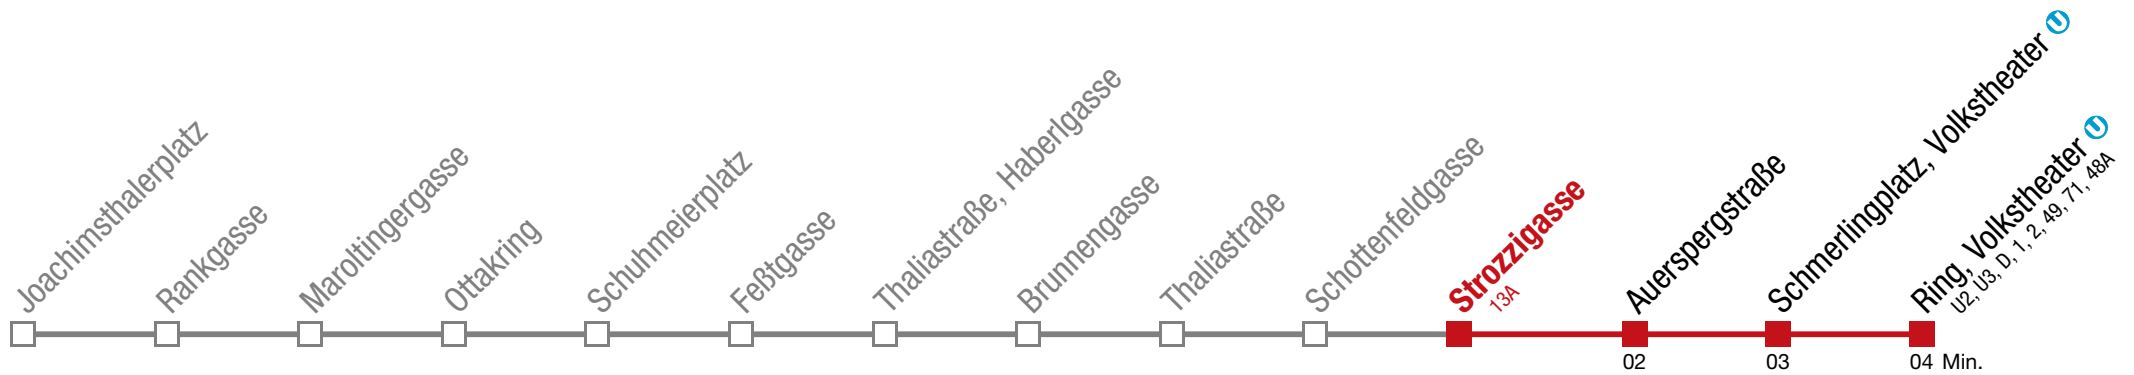 Joachimsthalerplatz
Rankgasse
Maroltingergasse
Ottakring
Schuhmeierplatz
Feßtgasse
Thaliastraße, Haberlgasse
Brunnengasse
Thaliastraße
Schottenfeldgasse
Strozzigasse
13A
Auerspergstraße
Schmerlingplatz, Volkstheater U
Ring, Volkstheater U
U2, U3, D, 1, 2, 49, 71, 48A
02 03 04 Min.